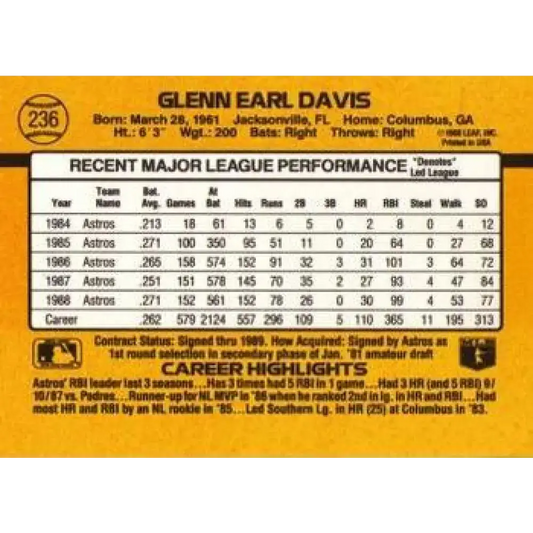 236
GLENN EARL DAVIS
Born: March 28, 1961 Jacksonville, FL Home: Columbus, GA
Ht.: 6'3" Wgt.: 200 Bats: Right Throws: Right
© 1988 LEAF, INC.
Printed in USA
RECENT MAJOR LEAGUE PERFORMANCE *Denotes* Led League
Year Team Name Bat. Avg. Games At Bat Hits Runs 2B 3B HR RBI Steal Walk SO
1984 Astros .213 18 61 13 6 5 0 2 8 0 4 12
1985 Astros .271 100 350 95 51 11 0 20 64 0 27 68
1986 Astros .265 158 574 152 91 32 3 31 101 3 64 72
1987 Astros .251 151 578 145 70 35 2 27 93 4 47 84
1988 Astros .271 152 561 152 78 26 0 30 99 4 53 77
Career .262 579 2124 557 296 109 5 110 365 11 195 313
Contract Status: Signed thru 1989. How Acquired: Signed by Astros as
1st round selection in secondary phase of Jan. '81 amateur draft
CAREER HIGHLIGHTS
Astros' RBI leader last 3 seasons...Has 3 times had 5 RBI in 1 game...Had 3 HR (and 5 RBI) 9/
10/87 vs. Padres...Runner-up for NL MVP in '86 when he ranked 2nd in lg. in HR and RBI...Had
most HR and RBI by an NL rookie in '85...Led Southern Lg. in HR (25) at Columbus in '83.